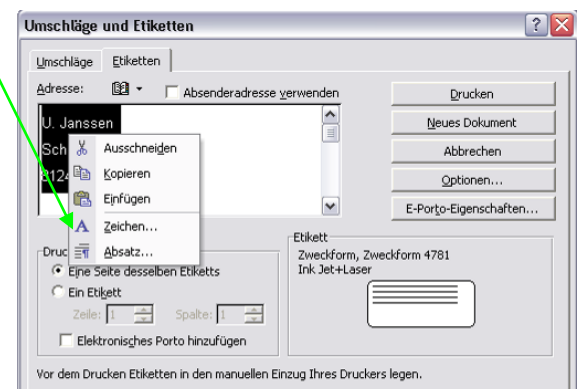 Umschläge und Etiketten
Umschläge Etiketten
Adresse: Absenderadresse verwenden
U. Janssen
Sch
8124
Ausschneiden
Kopieren
Einfügen
Zeichen...
Absatz...
Drucken
Neues Dokument
Abbrechen
Optionen...
E-Porto-Eigenschaften...
Druc
Eine Seite desselben Etiketts
Ein Etikett
Zeile: 1 Spalte: 1
Elektronisches Porto hinzufügen
Etikett
Zweckform, Zweckform 4781
Ink Jet+Laser
Vor dem Drucken Etiketten in den manuellen Einzug Ihres Druckers legen.